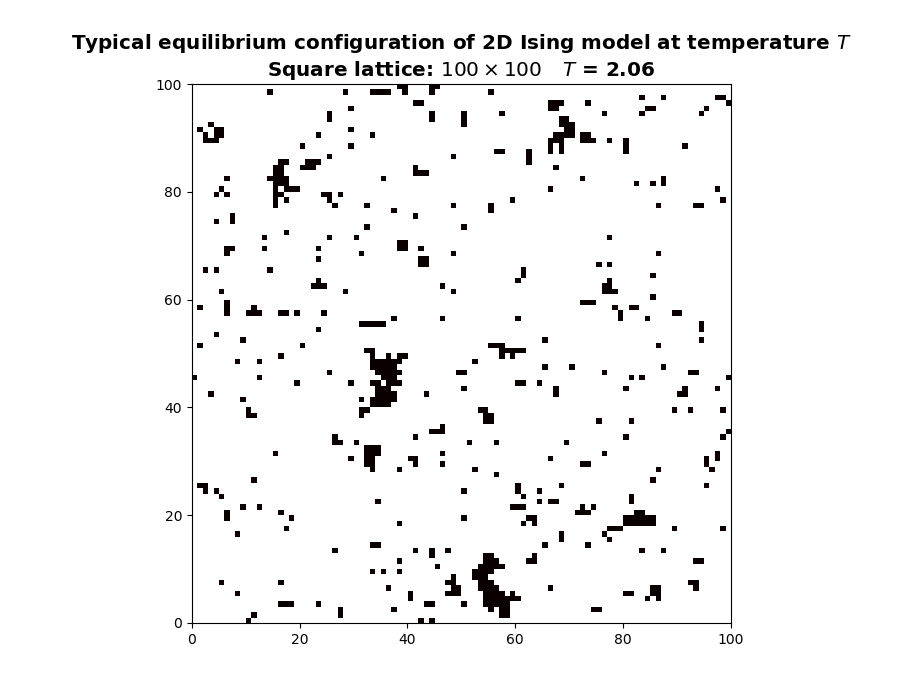 Typical equilibrium configuration of 2D Ising model at temperature T
Square lattice: 100 × 100 T = 2.06
100
80
60
40
20
0
0 20 40 60 80 100